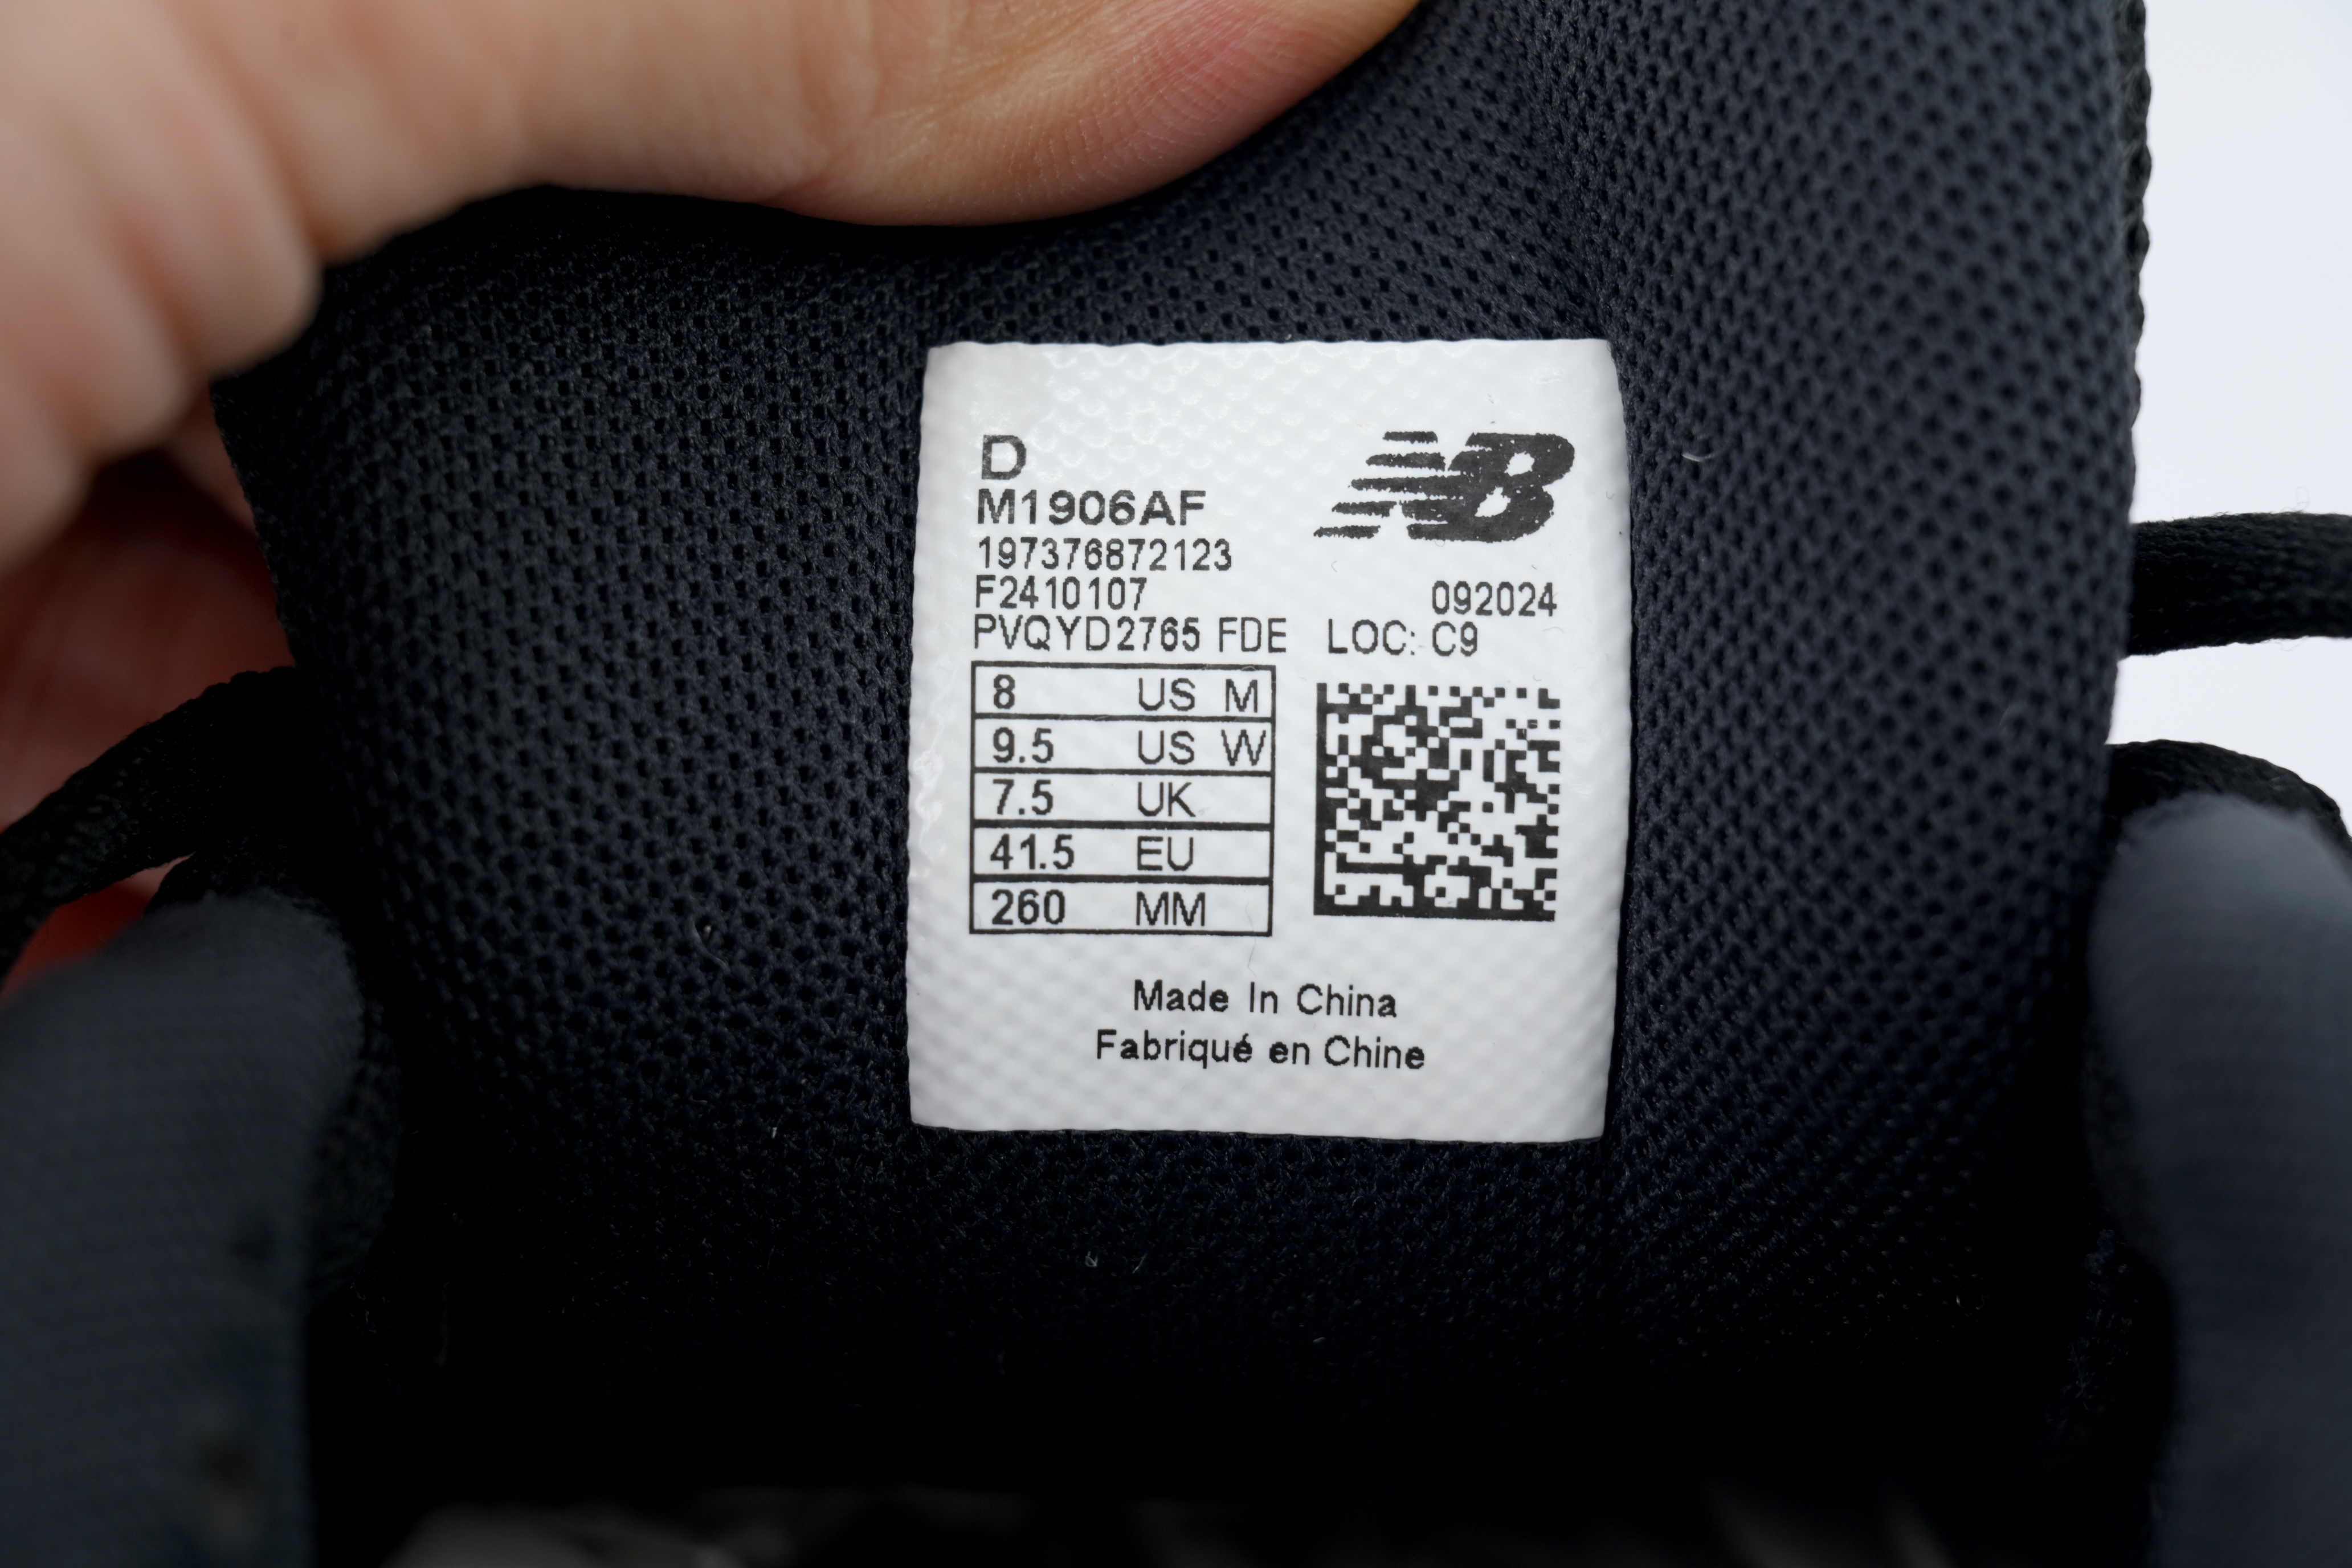 D
NB
M1906AF
197376872123
F2410107 092024
PVQYD2765 FDE LOC: C9
8 US M
9.5 US W
7.5 UK
41.5 EU
260 MM
Made In China
Fabriqué en Chine